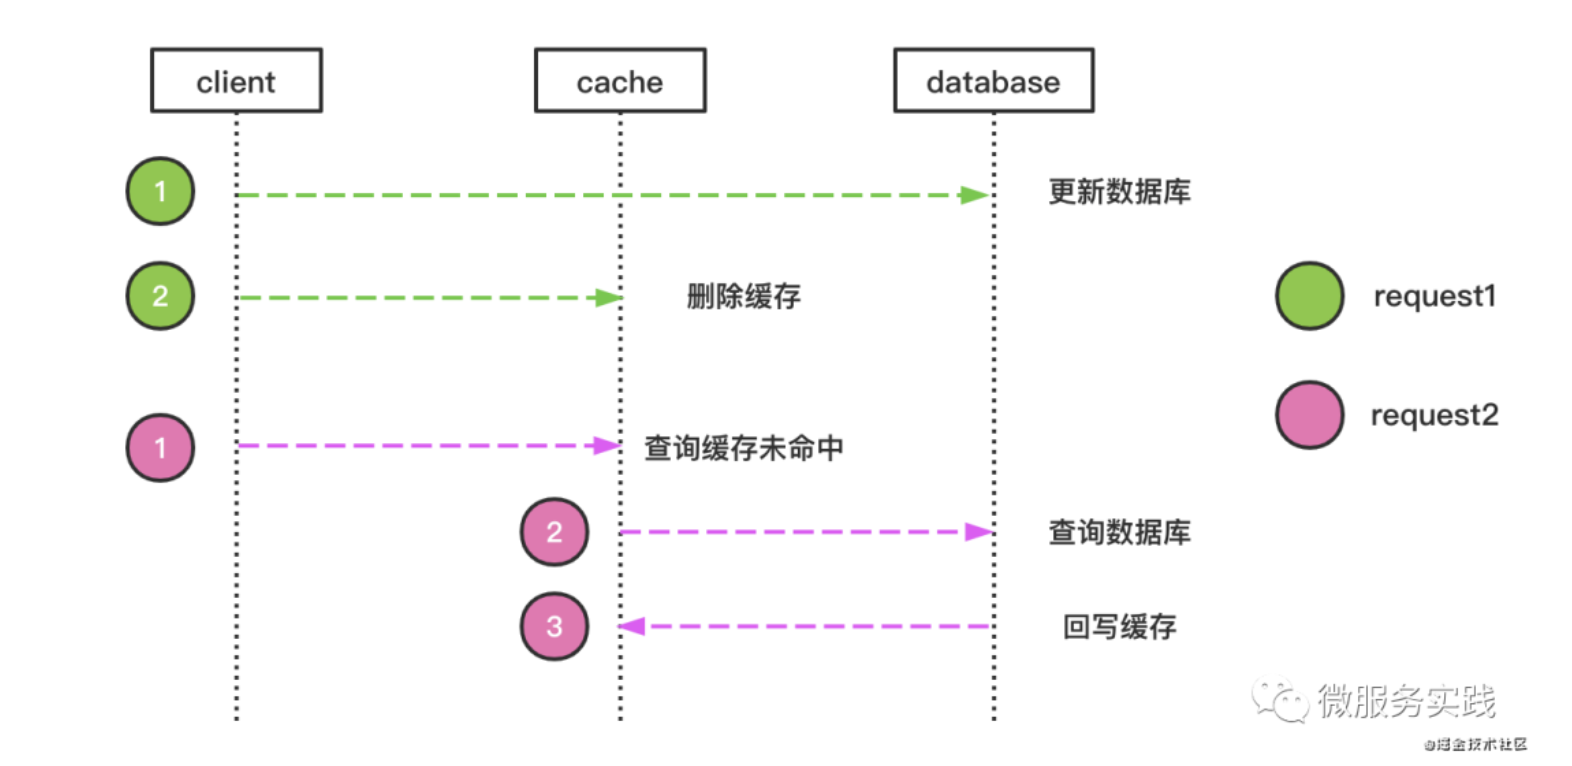 client
cache
database
1
更新数据库
2
删除缓存
request1
request2
1
查询缓存未命中
2
查询数据库
3
回写缓存
微服务实践
@掘金技术社区